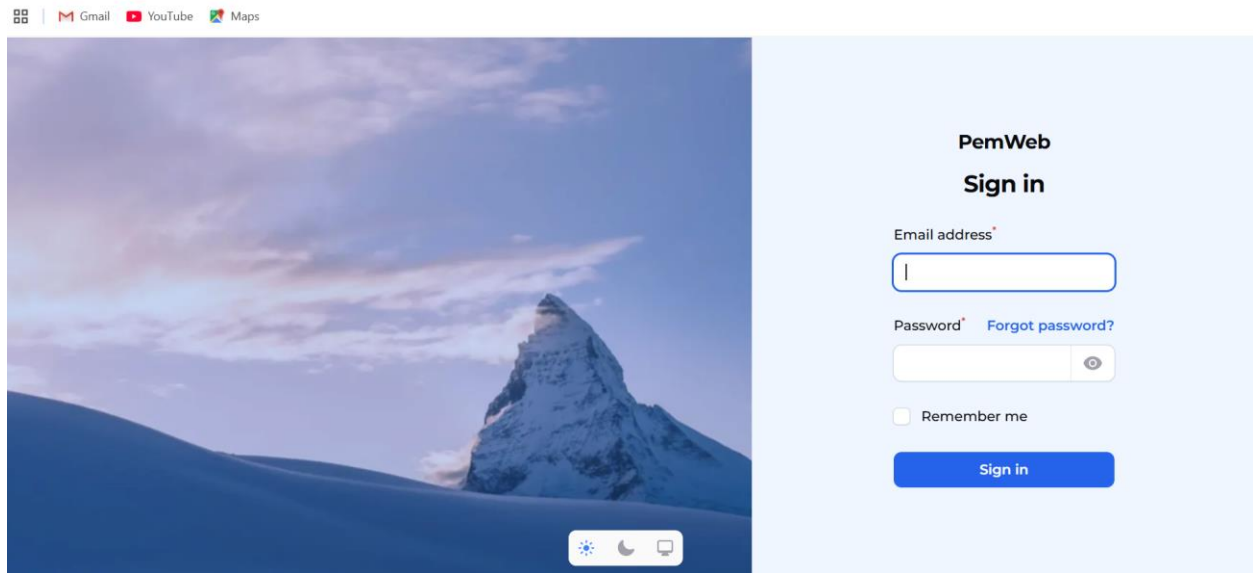 Gmail YouTube Maps
PemWeb
Sign in
Email address*
Password* Forgot password?
Remember me
Sign in